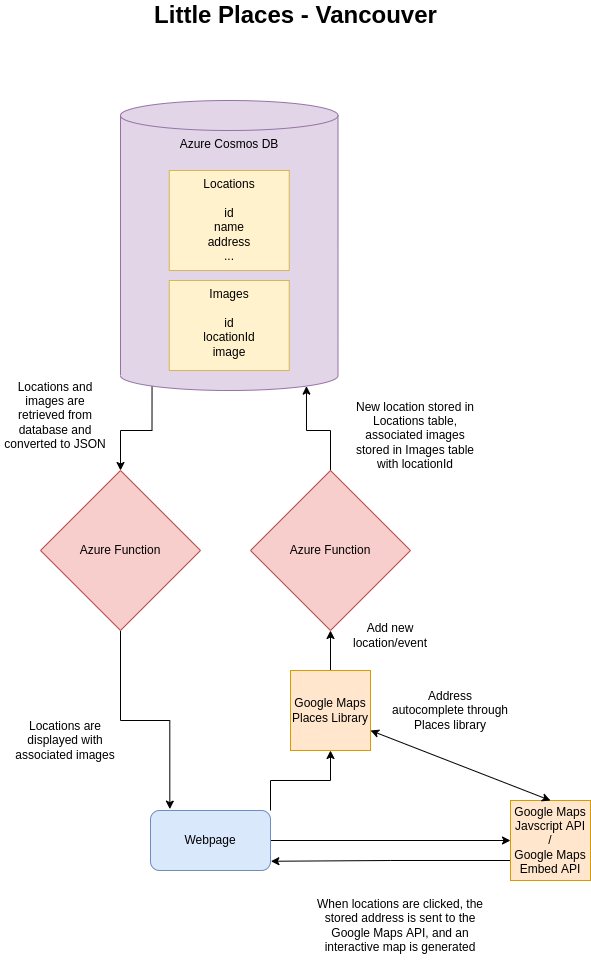 Little Places - Vancouver
Azure Cosmos DB
Locations
id
name
address
...
Images
id
locationId
image
Locations and
images are
retrieved from
database and
converted to JSON
New location stored in
Locations table,
associated images
stored in Images table
with locationId
Azure Function
Azure Function
Add new
location/event
Google Maps
Places Library
Address
autocomplete through
Places library
Locations are
displayed with
associated images
Webpage
Google Maps
Javscript API
/
Google Maps
Embed API
When locations are clicked, the
stored address is sent to the
Google Maps API, and an
interactive map is generated